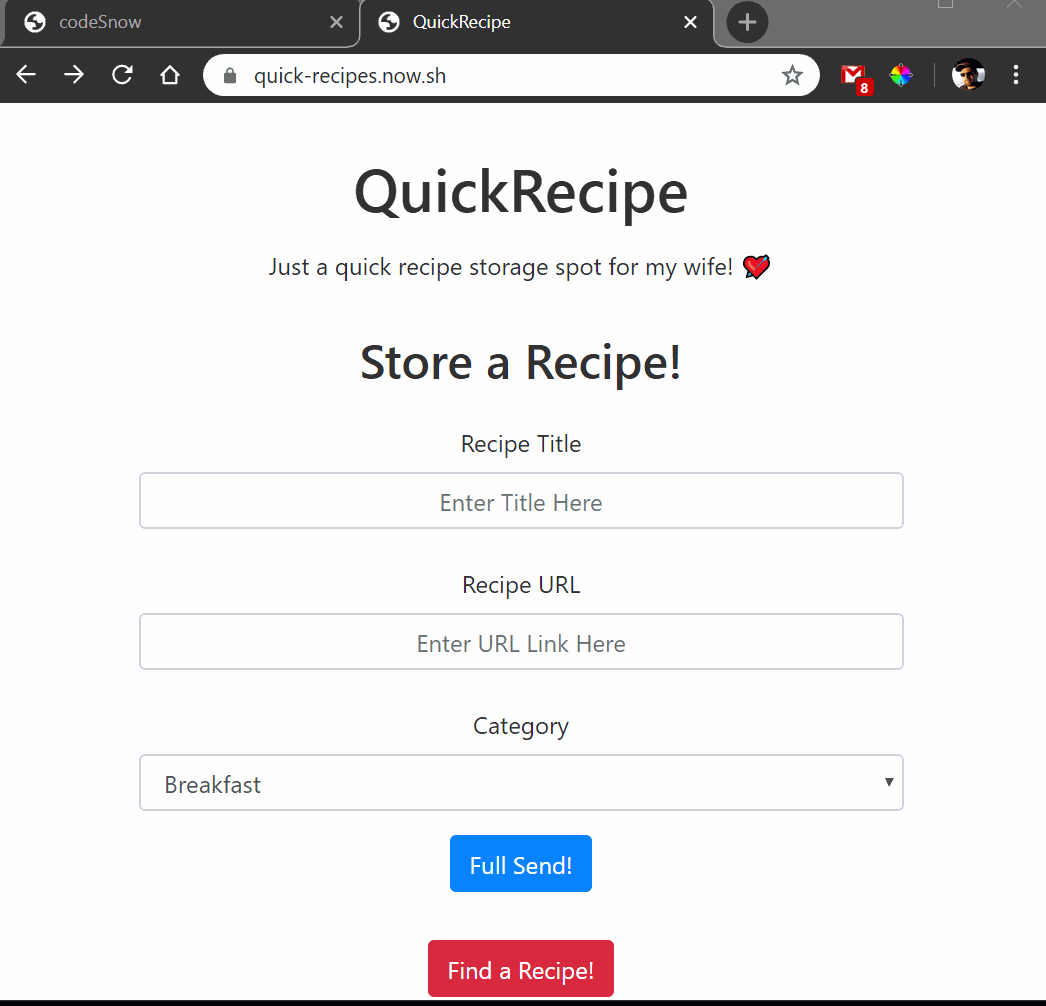 codeSnow
QuickRecipe
quick-recipes.now.sh
8
QuickRecipe
Just a quick recipe storage spot for my wife! 💘
Store a Recipe!
Recipe Title
Enter Title Here
Recipe URL
Enter URL Link Here
Category
Breakfast
Full Send!
Find a Recipe!